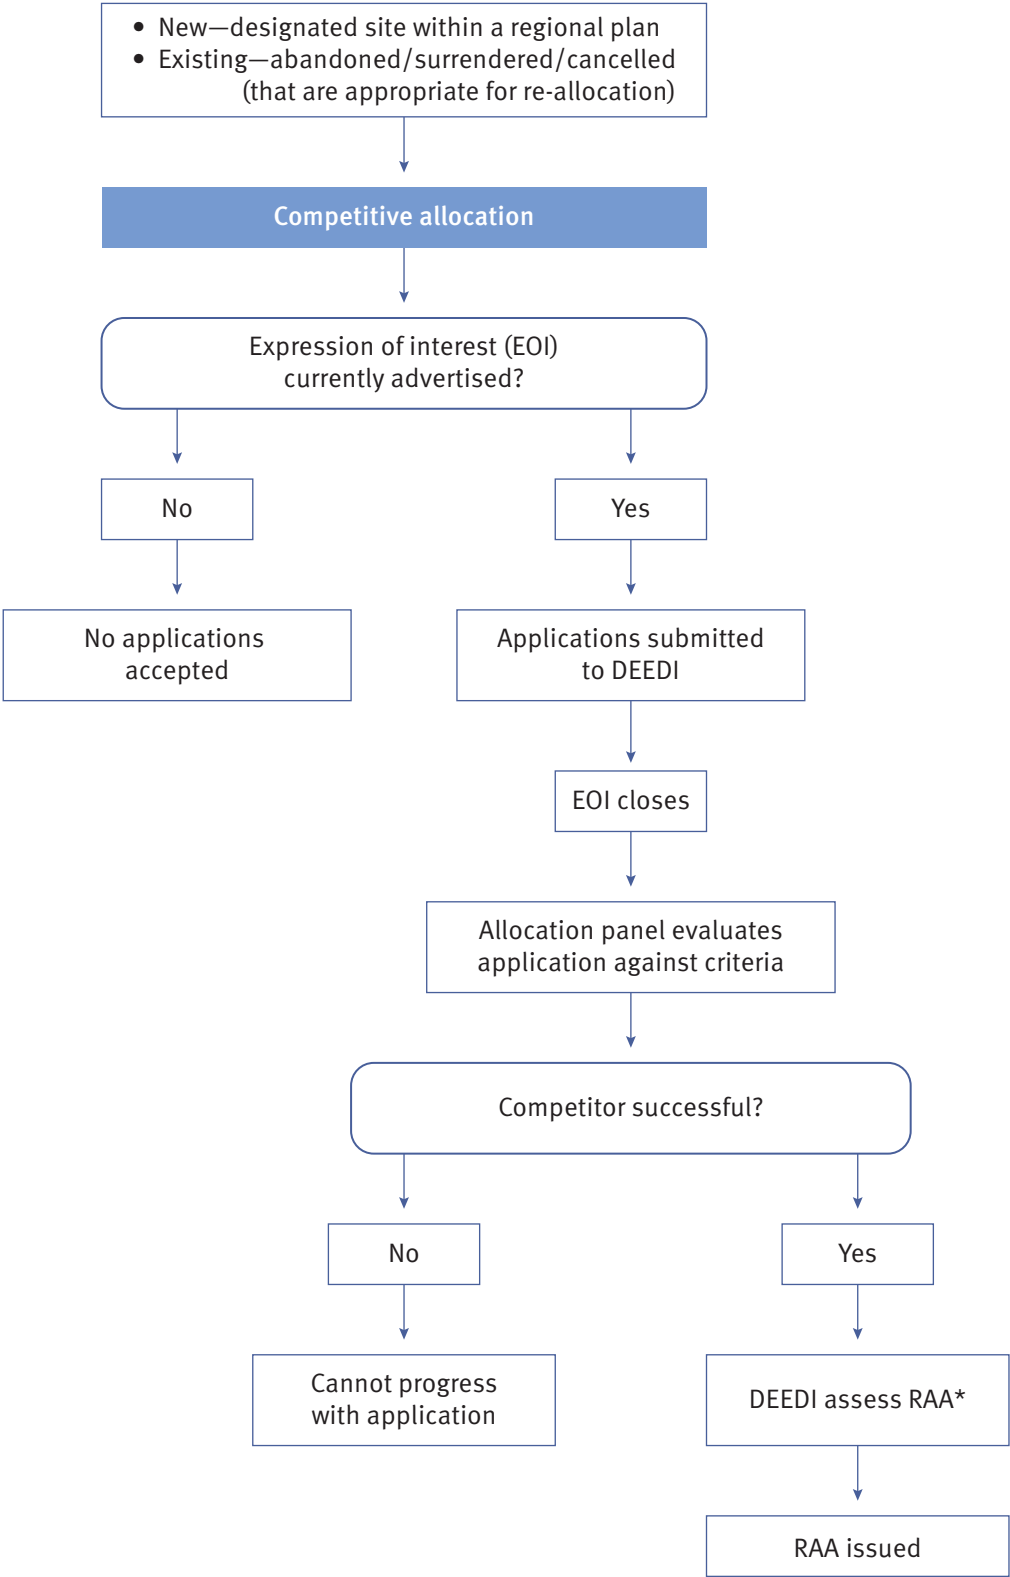 • New—designated site within a regional plan
• Existing—abandoned/surrendered/cancelled
(that are appropriate for re-allocation)
Competitive allocation
Expression of interest (EOI)
currently advertised?
No
Yes
No applications
accepted
Applications submitted
to DEEDI
EOI closes
Allocation panel evaluates
application against criteria
Competitor successful?
No
Yes
Cannot progress
with application
DEEDI assess RAA*
RAA issued